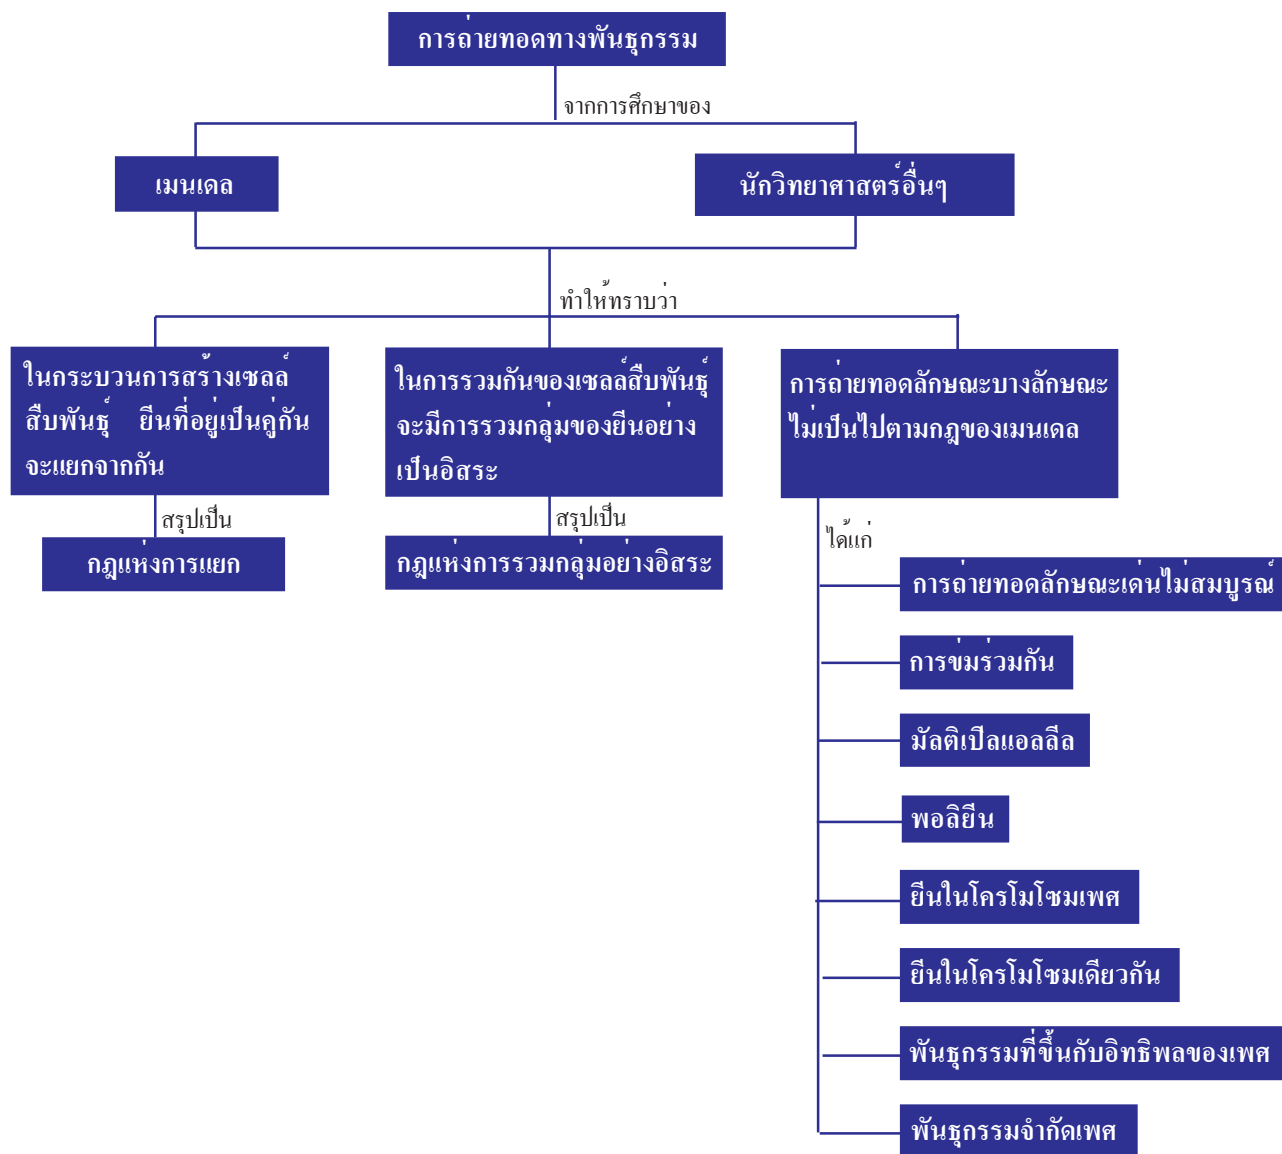 การถ่ายทอดทางพันธุกรรม
จากการศึกษาของ
เมนเดล
นักวิทยาศาสตร์อื่นๆ
ทำให้ทราบว่า
ในกระบวนการสร้างเซลล์
สืบพันธุ์ ยีนที่อยู่เป็นคู่กัน
จะแยกจากกัน
ในการรวมกันของเซลล์สืบพันธุ์
จะมีการรวมกลุ่มของยีนอย่าง
เป็นอิสระ
การถ่ายทอดลักษณะบางลักษณะ
ไม่เป็นไปตามกฎของเมนเดล
สรุปเป็น
สรุปเป็น
ได้แก่
กฎแห่งการแยก
กฎแห่งการรวมกลุ่มอย่างอิสระ
การถ่ายทอดลักษณะเด่นไม่สมบูรณ์
การข่มร่วมกัน
มัลติเปิลแอลลีล
พอลิยีน
ยีนในโครโมโซมเพศ
ยีนในโครโมโซมเดียวกัน
พันธุกรรมที่ขึ้นกับอิทธิพลของเพศ
พันธุกรรมจำกัดเพศ